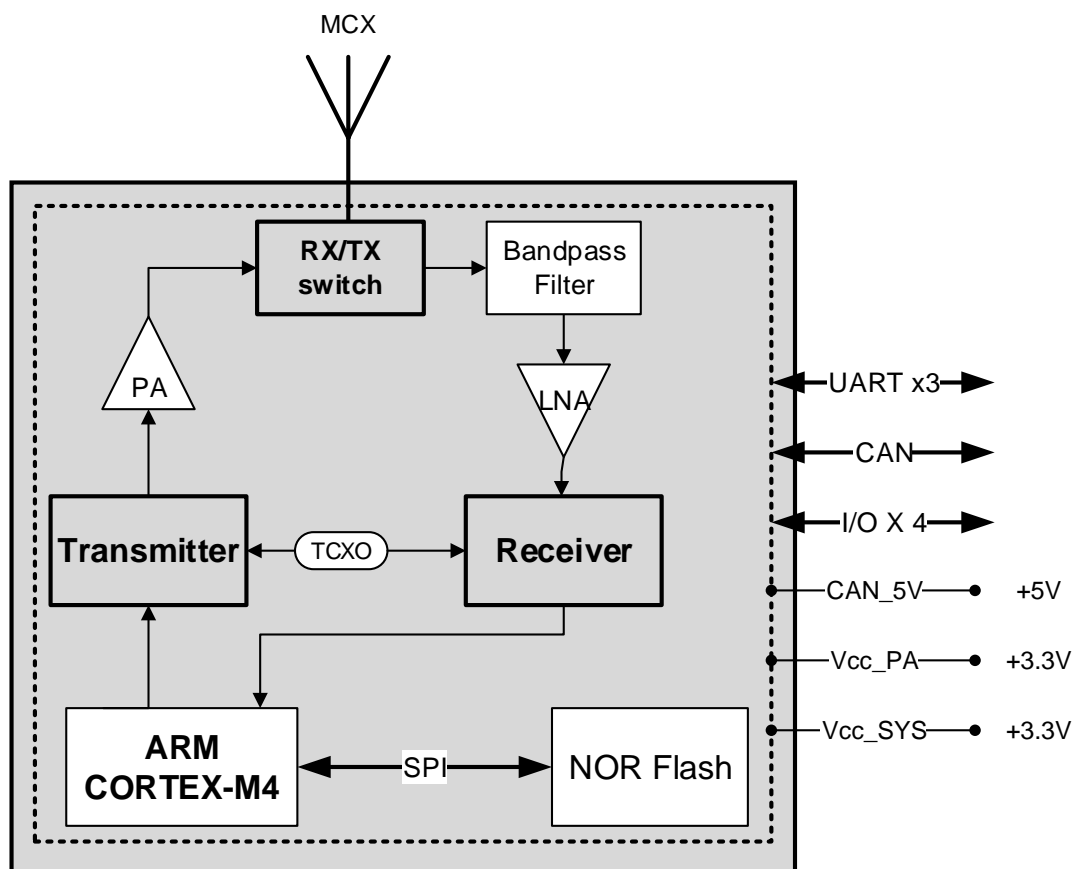 MCX
RX/TX
switch
Bandpass
Filter
PA
LNA
UART x3
CAN
I/O X 4
Transmitter
TCXO
Receiver
CAN_5V
+5V
Vcc_PA
+3.3V
Vcc_SYS
+3.3V
ARM
CORTEX-M4
SPI
NOR Flash